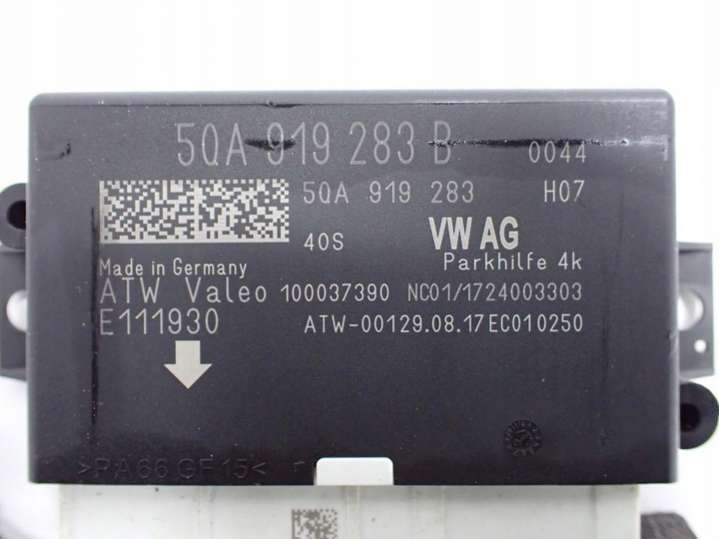 5QA 919 283 B 0044
5QA 919 283 H07
40S VW AG
Made in Germany Parkhilfe 4k
ATW Valeo 100037390 NC01/1724003303
E111930 ATW-00129.08.17EC010250
>PA66 GF15<